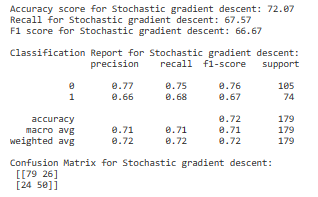 Accuracy score for Stochastic gradient descent: 72.07
Recall for Stochastic gradient descent: 67.57
F1 score for Stochastic gradient descent: 66.67
Classification Report for Stochastic gradient descent:
precision recall f1-score support
0 0.77 0.75 0.76 105
1 0.66 0.68 0.67 74
accuracy 0.72 179
macro avg 0.71 0.71 0.71 179
weighted avg 0.72 0.72 0.72 179
Confusion Matrix for Stochastic gradient descent:
[[79 26]
[24 50]]